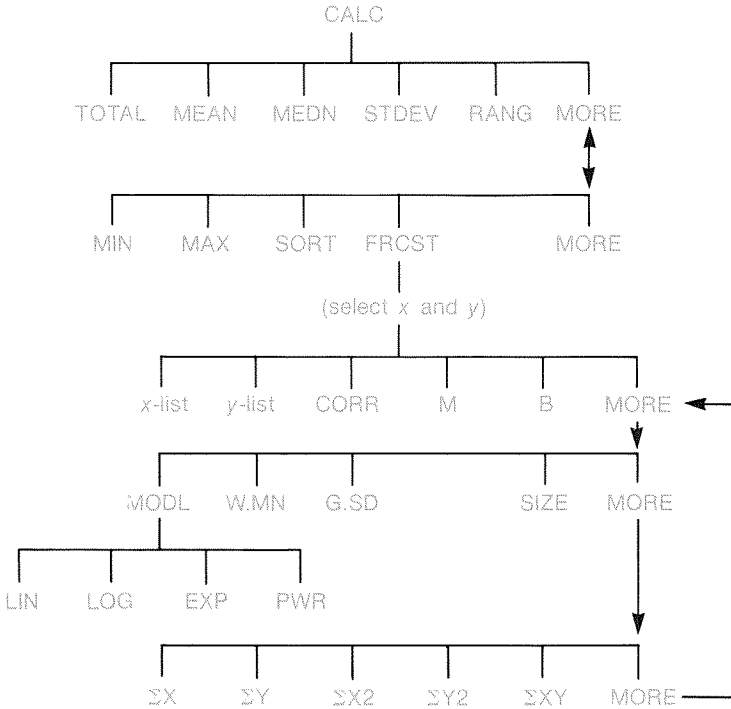 CALC
TOTAL MEAN MEDN STDEV RANG MORE
MIN MAX SORT FRCST MORE
(select x and y)
x-list y-list CORR M B MORE
MODL W.MN G.SD SIZE MORE
LIN LOG EXP PWR
ΣX ΣY ΣX2 ΣY2 ΣXY MORE